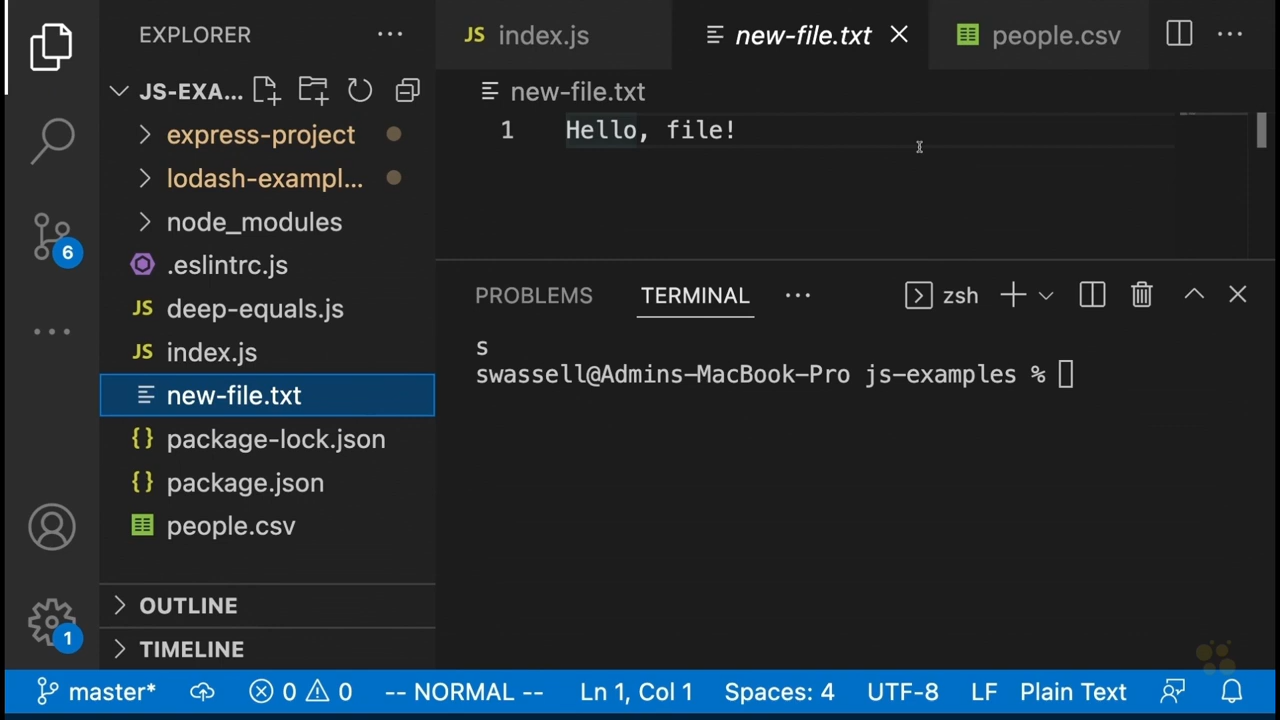 EXPLORER
JS-EXA...
express-project
lodash-exampl...
node_modules
.eslintrc.js
deep-equals.js
JS index.js
new-file.txt
package-lock.json
package.json
people.csv
OUTLINE
TIMELINE
6
1
JS index.js
new-file.txt
people.csv
new-file.txt
1 Hello, file!
PROBLEMS TERMINAL
zsh
s
swassell@Admins-MacBook-Pro js-examples %
master* 0 0 -- NORMAL -- Ln 1, Col 1 Spaces: 4 UTF-8 LF Plain Text